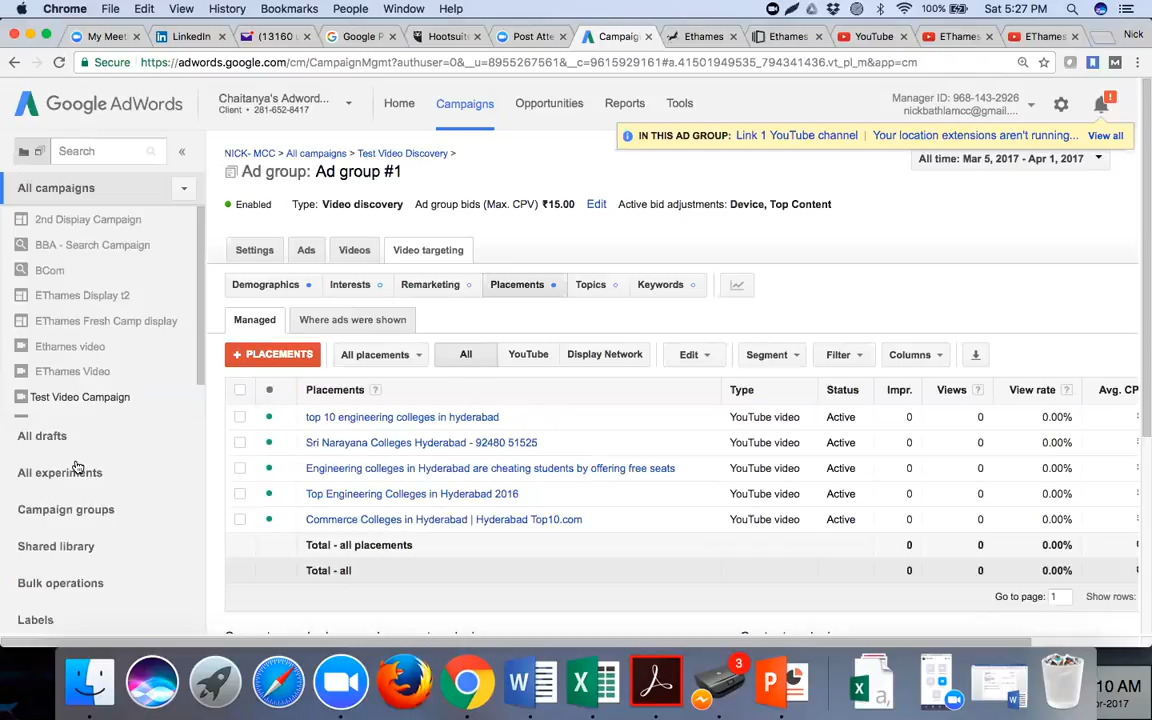 Chrome File Edit View History Bookmarks People Window Help 100% Sat 5:27 PM
My Mee LinkedIn (13160 Google P Hootsuite Post Atte Campaig Ethames Ethames YouTube EThames EThames Nick
Secure https://adwords.google.com/cm/CampaignMgmt?authuser=0&__u=8955267561&__c=9615929161#a.41501949535_794341436.vt_pl_m&app=cm
Google AdWords
Chaitanya's Adword...
Client • 281-652-8417
Home Campaigns Opportunities Reports Tools
Manager ID: 968-143-2926
nickbathlamcc@gmail....
!
IN THIS AD GROUP: Link 1 YouTube channel Your location extensions aren't running... View all
Search
NICK- MCC > All campaigns > Test Video Discovery >
All time: Mar 5, 2017 - Apr 1, 2017
Ad group: Ad group #1
Enabled Type: Video discovery Ad group bids (Max. CPV) ₹15.00 Edit Active bid adjustments: Device, Top Content
All campaigns
2nd Display Campaign
BBA - Search Campaign
BCom
EThames Display t2
EThames Fresh Camp display
Ethames video
EThames Video
Test Video Campaign
All drafts
All experiments
Campaign groups
Shared library
Bulk operations
Labels
Settings Ads Videos Video targeting
Demographics Interests Remarketing Placements Topics Keywords
Managed Where ads were shown
+ PLACEMENTS All placements All YouTube Display Network Edit Segment Filter Columns
Placements ? Type Status Impr. Views ? View rate ? Avg. CP
top 10 engineering colleges in hyderabad YouTube video Active 0 0 0.00%
Sri Narayana Colleges Hyderabad - 92480 51525 YouTube video Active 0 0 0.00%
Engineering colleges in Hyderabad are cheating students by offering free seats YouTube video Active 0 0 0.00%
Top Engineering Colleges in Hyderabad 2016 YouTube video Active 0 0 0.00%
Commerce Colleges in Hyderabad | Hyderabad Top10.com YouTube video Active 0 0 0.00%
Total - all placements 0 0 0.00%
Total - all 0 0 0.00%
Go to page: 1 Show rows:
3
10 AM
pr-2017